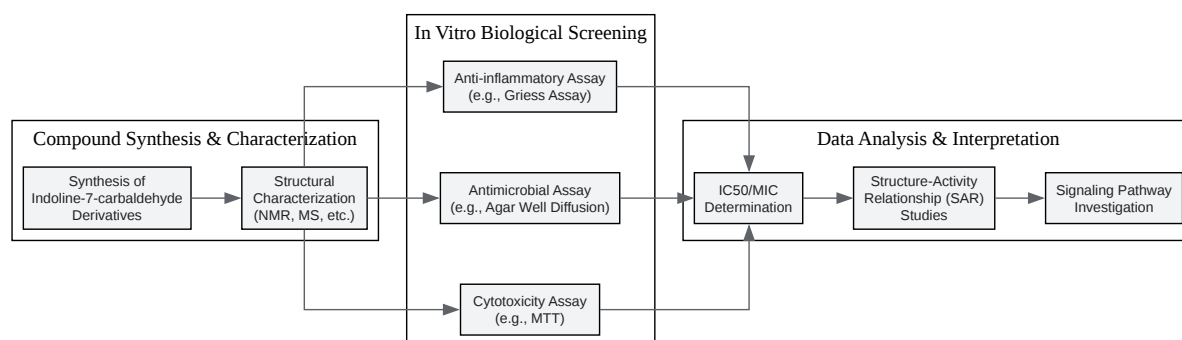 In Vitro Biological Screening
Anti-inflammatory Assay
(e.g., Griess Assay)
Compound Synthesis & Characterization
Synthesis of
Indoline-7-carbaldehyde
Derivatives
Structural
Characterization
(NMR, MS, etc.)
Antimicrobial Assay
(e.g., Agar Well Diffusion)
Cytotoxicity Assay
(e.g., MTT)
Data Analysis & Interpretation
IC50/MIC
Determination
Structure-Activity
Relationship (SAR)
Studies
Signaling Pathway
Investigation